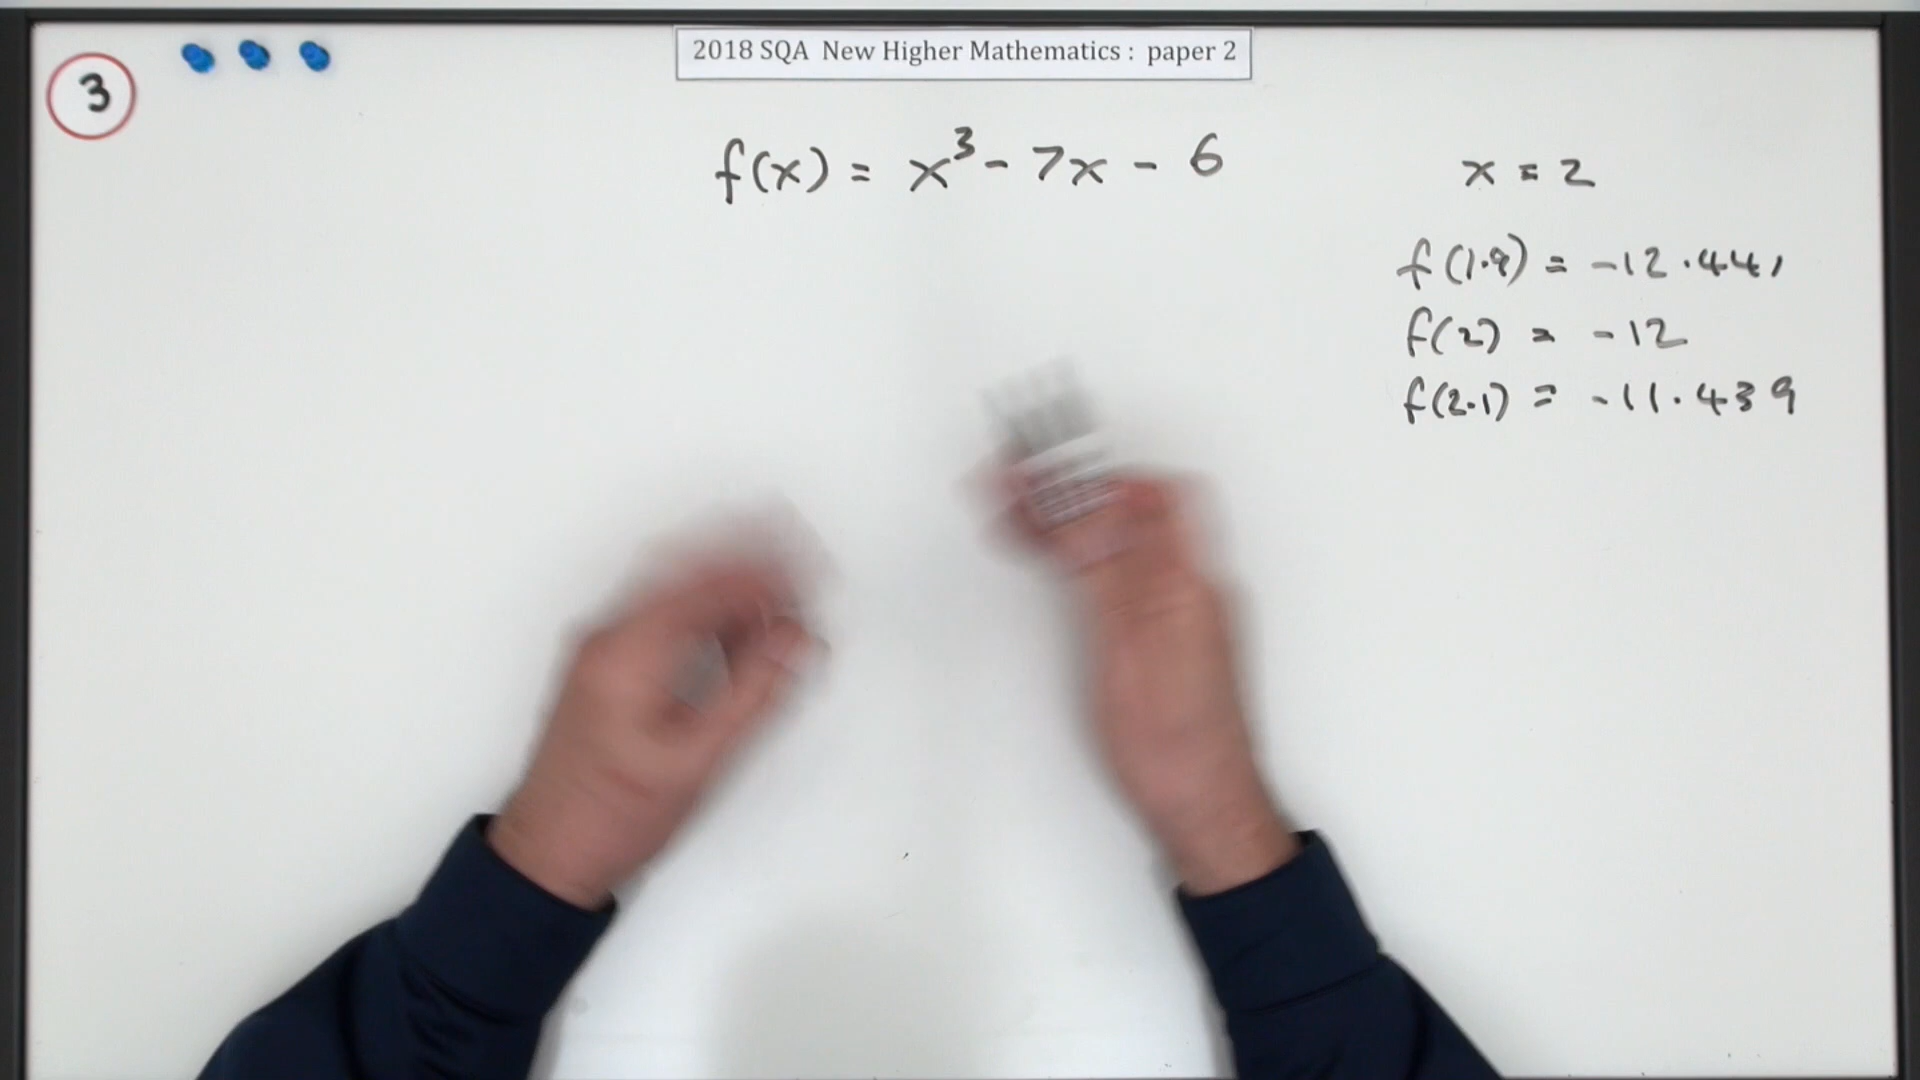 3
2018 SQA New Higher Mathematics : paper 2
f(x) = x³ - 7x - 6
x = 2
f(1.9) = -12.441
f(2) = -12
f(2.1) = -11.439